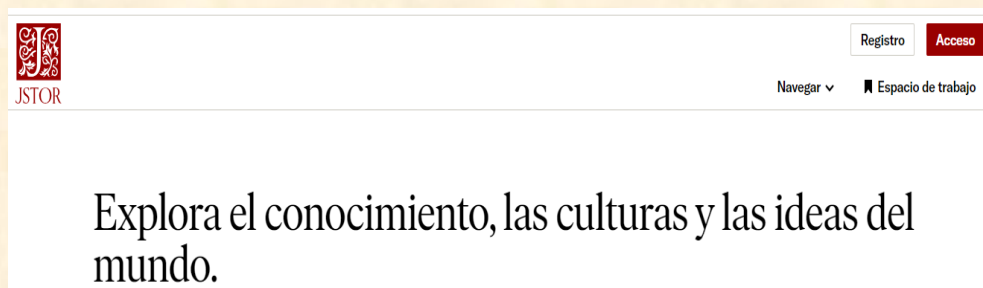 Registro Acceso
JSTOR
Navegar Espacio de trabajo
Explora el conocimiento, las culturas y las ideas del
mundo.